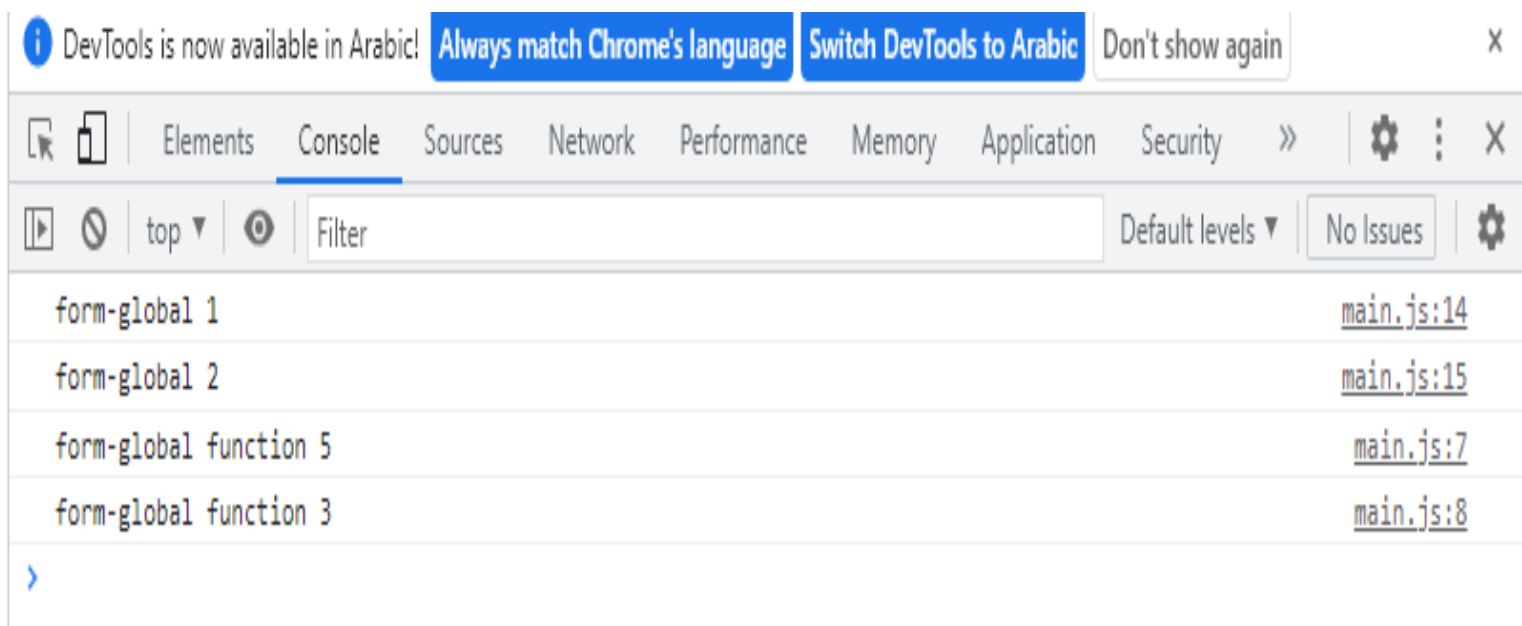 DevTools is now available in Arabic! Always match Chrome's language Switch DevTools to Arabic Don't show again
Elements Console Sources Network Performance Memory Application Security
top Filter Default levels No Issues
form-global 1 main.js:14
form-global 2 main.js:15
form-global function 5 main.js:7
form-global function 3 main.js:8